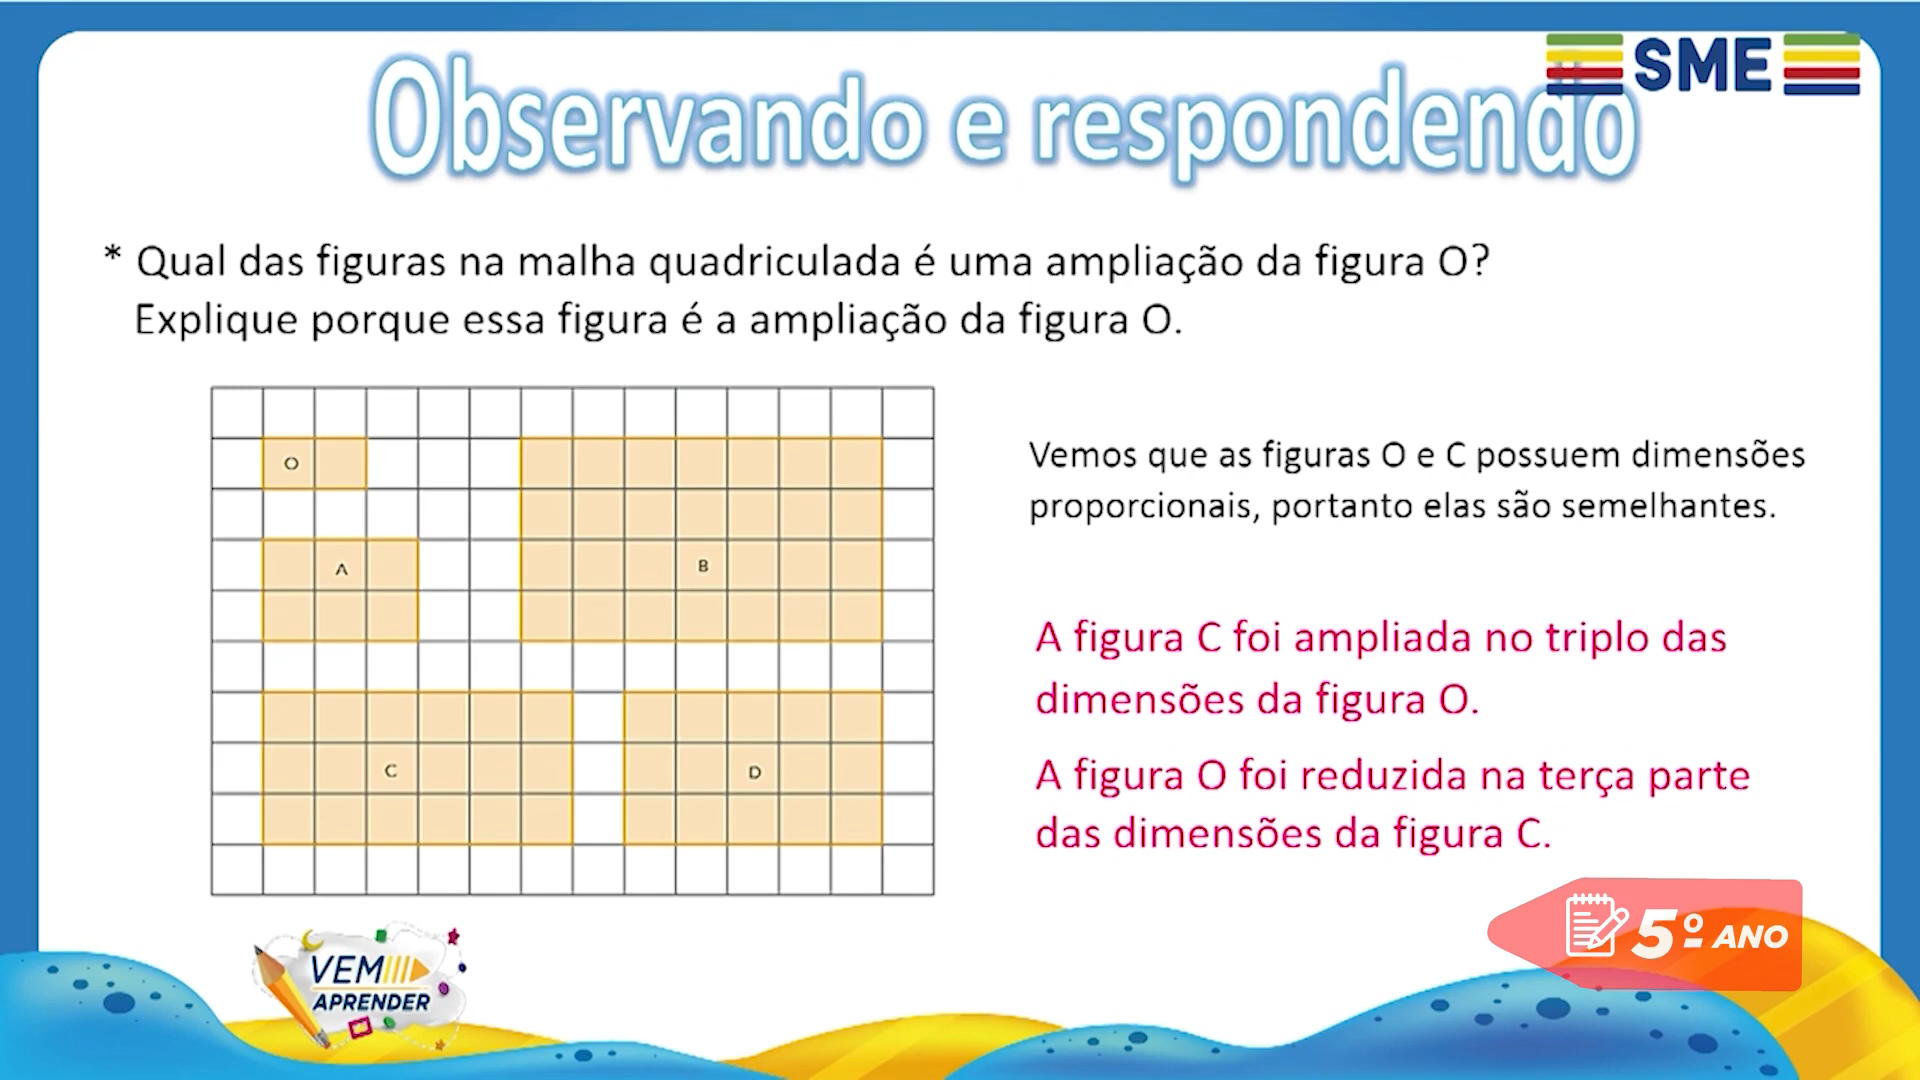 SME
Observando e respondendo
* Qual das figuras na malha quadriculada é uma ampliação da figura O?
Explique porque essa figura é a ampliação da figura O.
O
A
B
C
D
Vemos que as figuras O e C possuem dimensões
proporcionais, portanto elas são semelhantes.
A figura C foi ampliada no triplo das
dimensões da figura O.
A figura O foi reduzida na terça parte
das dimensões da figura C.
5º ANO
VEM
APRENDER